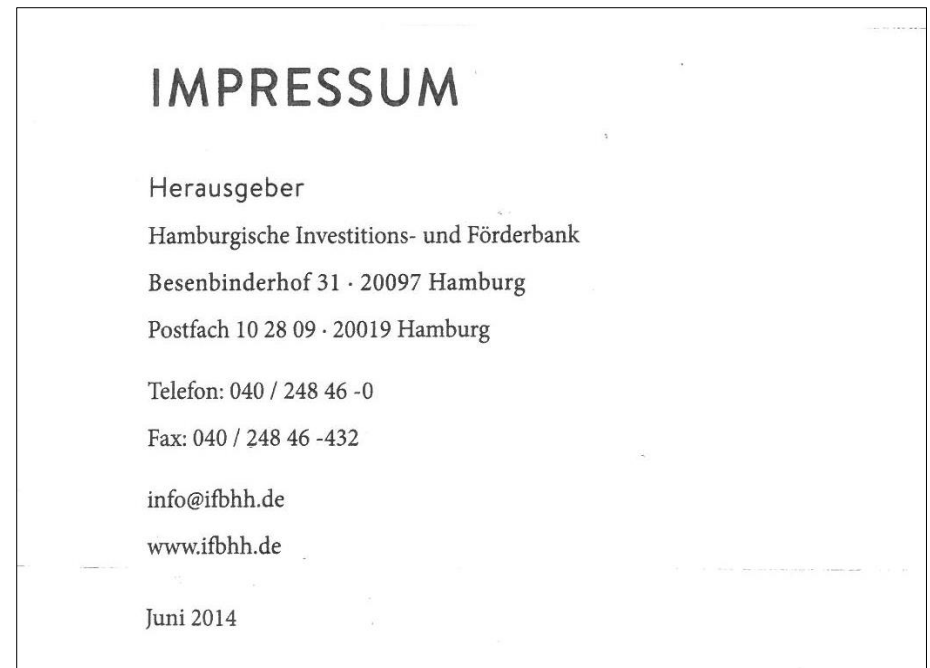 IMPRESSUM
Herausgeber
Hamburgische Investitions- und Förderbank
Besenbinderhof 31 · 20097 Hamburg
Postfach 10 28 09 · 20019 Hamburg
Telefon: 040 / 248 46 -0
Fax: 040 / 248 46 -432
info@ifbhh.de
www.ifbhh.de
Juni 2014